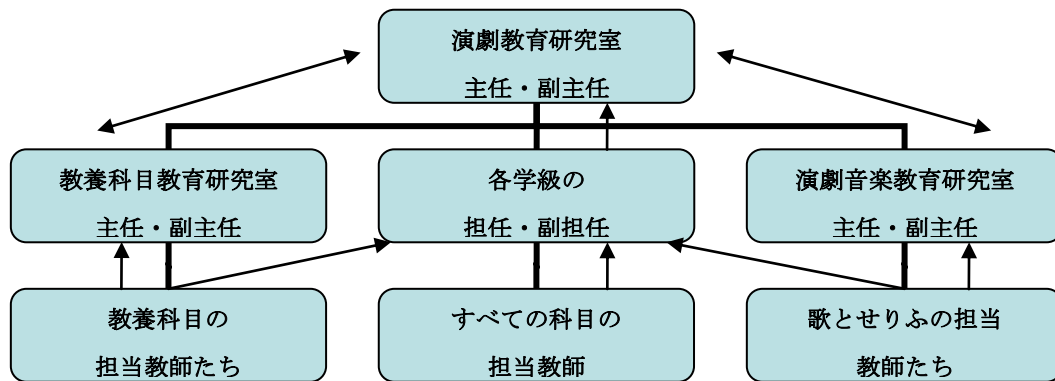 演劇教育研究室
主任・副主任
教養科目教育研究室
主任・副主任
各学級の
担任・副担任
演劇音楽教育研究室
主任・副主任
教養科目の
担当教師たち
すべての科目の
担当教師
歌とせりふの担当
教師たち